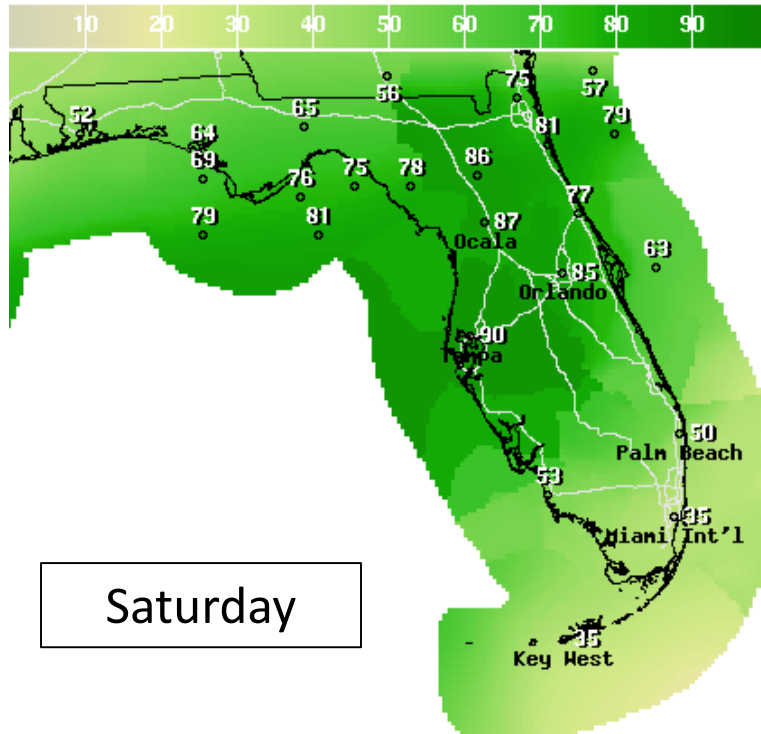 10 20 30 40 50 60 70 80 90
56 75 57
52 65 81 79
64
69 76 75 78 86
79 81 87 77
Ocala 63
85
Orlando
90
Tampa
50
Palm Beach
53
35
Miami Int'l
Saturday
35
Key West